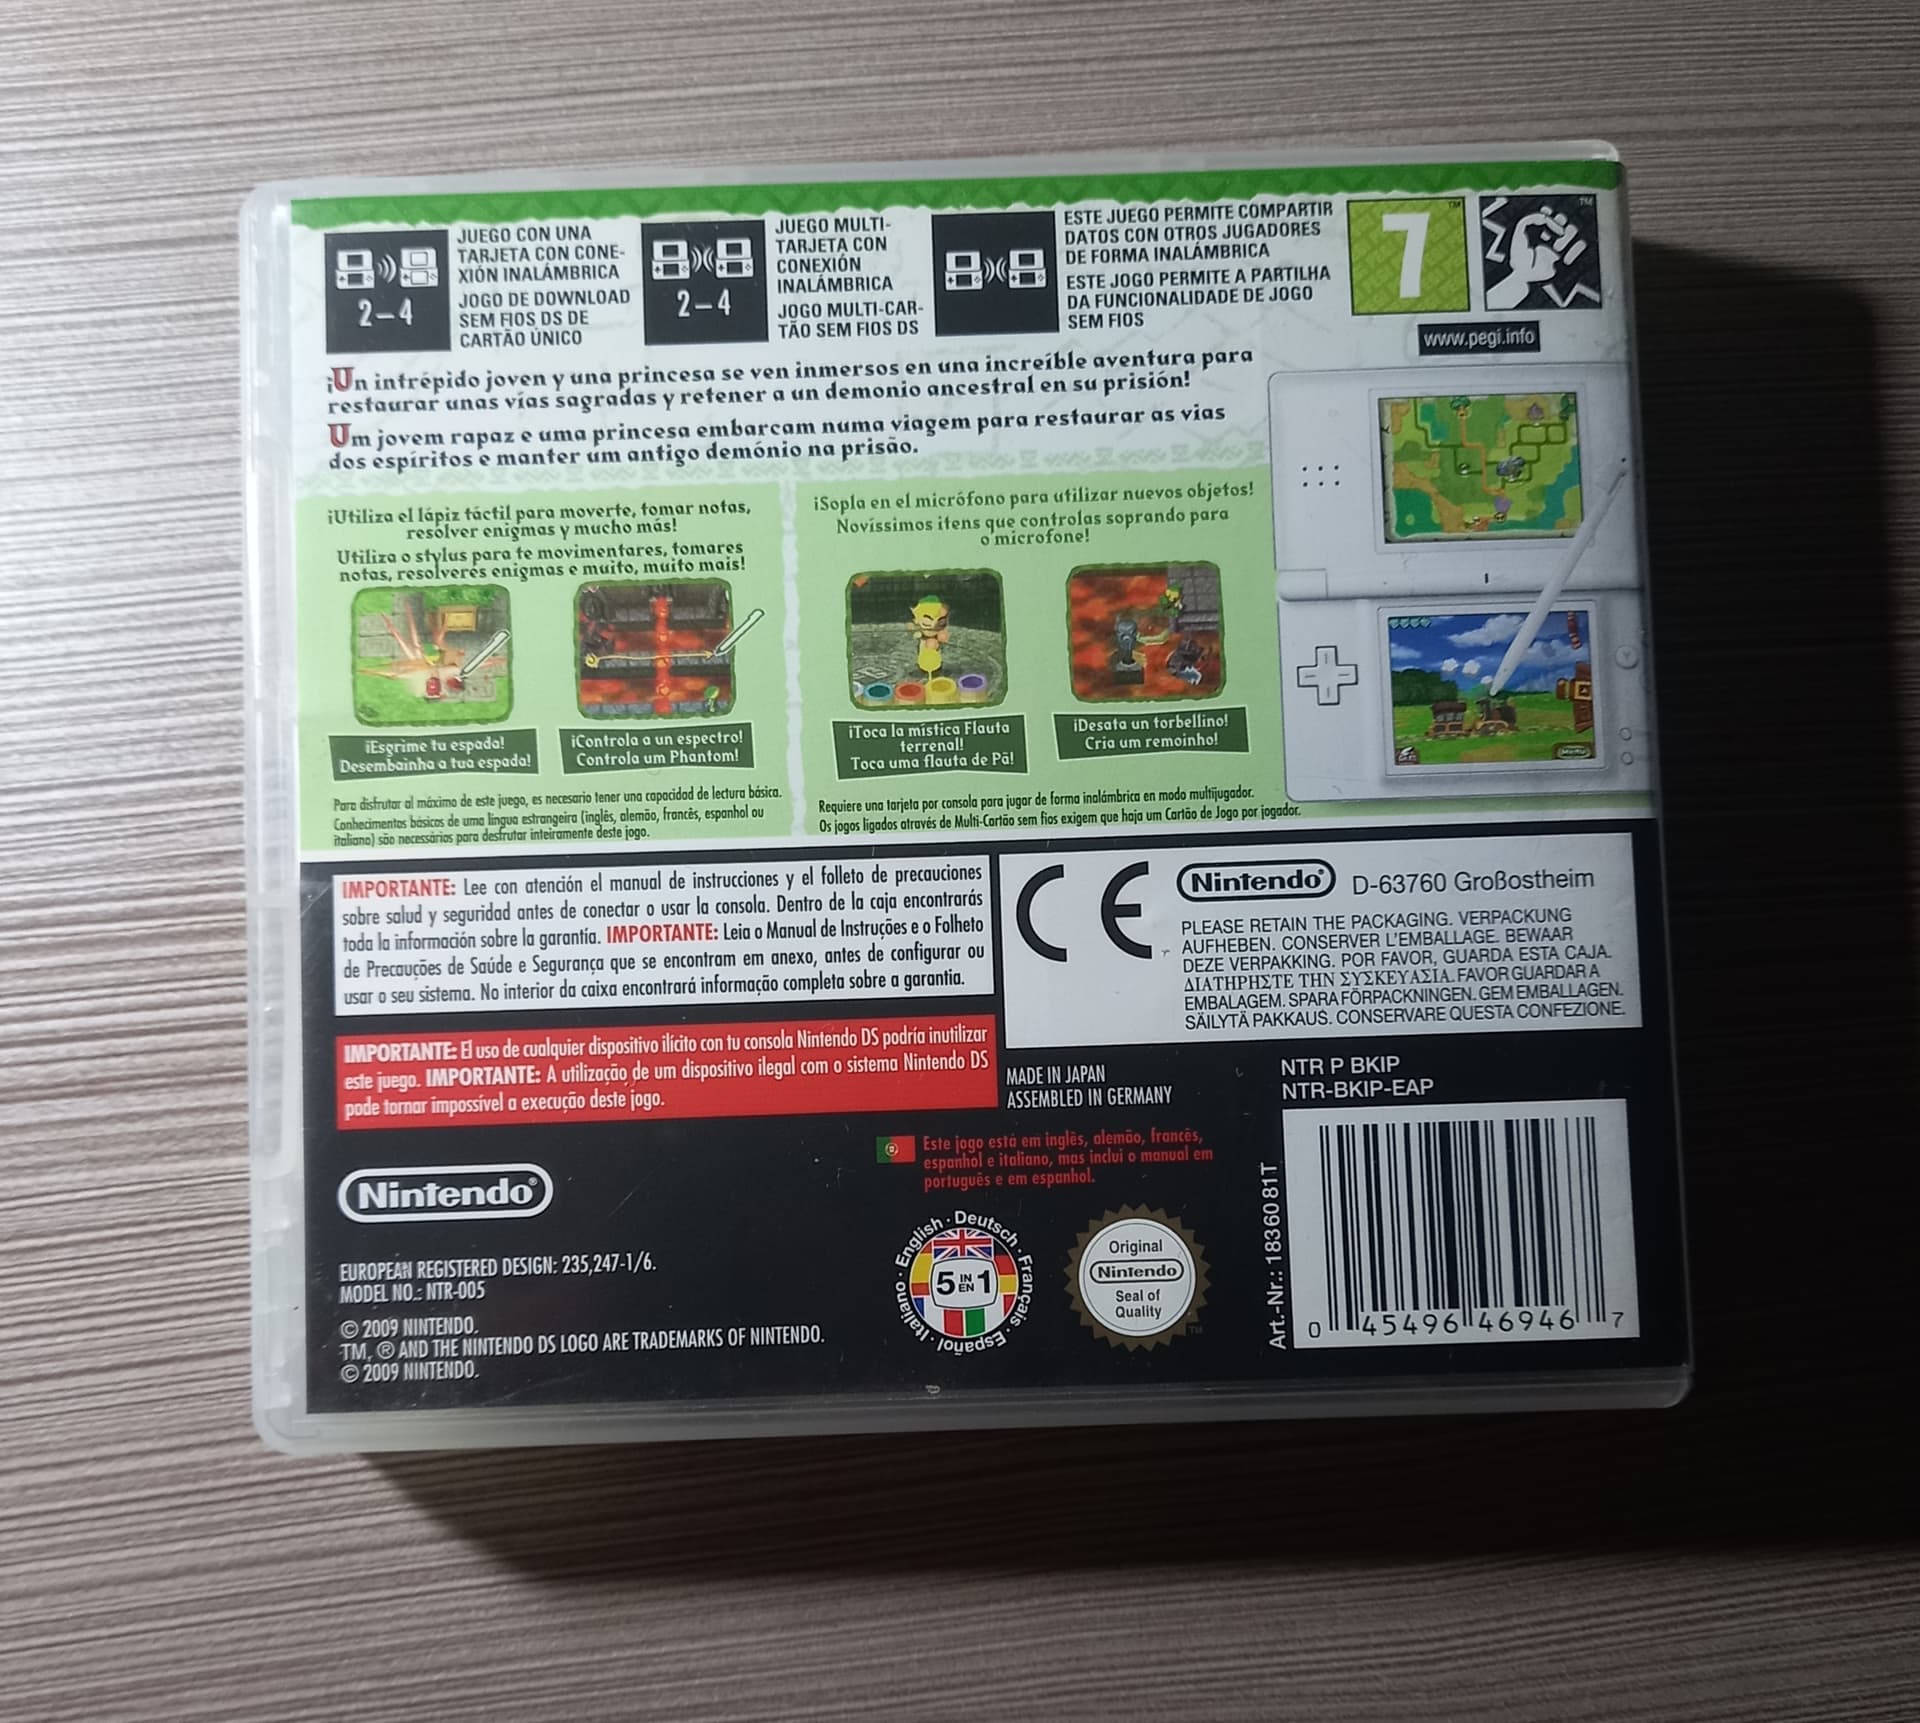 JUEGO CON UNA
TARJETA CON CONE-
XIÓN INALÁMBRICA
JOGO DE DOWNLOAD
SEM FIOS DS DE
CARTÃO ÚNICO
2-4
JUEGO MULTI-
TARJETA CON
CONEXIÓN
INALÁMBRICA
JOGO MULTI-CAR-
TÃO SEM FIOS DS
2-4
ESTE JUEGO PERMITE COMPARTIR
DATOS CON OTROS JUGADORES
DE FORMA INALÁMBRICA
ESTE JOGO PERMITE A PARTILHA
DA FUNCIONALIDADE DE JOGO
SEM FIOS
7
TM
TM
www.pegi.info
¡Un intrépido joven y una princesa se ven inmersos en una increíble aventura para
restaurar unas vías sagradas y retener a un demonio ancestral en su prisión!
Um jovem rapaz e uma princesa embarcam numa viagem para restaurar as vias
dos espíritos e manter um antigo demónio na prisão.
¡Utiliza el lápiz táctil para moverte, tomar notas,
resolver enigmas y mucho más!
Utiliza o stylus para te movimentares, tomares
notas, resolveres enigmas e muito, muito mais!
¡Sopla en el micrófono para utilizar nuevos objetos!
Novíssimos itens que controlas soprando para
o microfone!
¡Esgrime tu espada!
Desembainha a tua espada!
¡Controla a un espectro!
Controla um Phantom!
¡Toca la mística Flauta
terrenal!
Toca uma flauta de Pã!
¡Desata un torbellino!
Cria um remoinho!
Menu
Para disfrutar al máximo de este juego, es necesario tener una capacidad de lectura básica.
Conhecimentos básicos de uma língua estrangeira (inglês, alemão, francês, espanhol ou
italiano) são necessários para desfrutar inteiramente deste jogo.
Requiere una tarjeta por consola para jugar de forma inalámbrica en modo multijugador.
Os jogos ligados através de Multi-Cartão sem fios exigem que haja um Cartão de Jogo por jogador.
IMPORTANTE: Lee con atención el manual de instrucciones y el folleto de precauciones
sobre salud y seguridad antes de conectar o usar la consola. Dentro de la caja encontrarás
toda la información sobre la garantía. IMPORTANTE: Leia o Manual de Instruções e o Folheto
de Precauções de Saúde e Segurança que se encontram em anexo, antes de configurar ou
usar o seu sistema. No interior da caixa encontrará informação completa sobre a garantia.
IMPORTANTE: El uso de cualquier dispositivo ilícito con tu consola Nintendo DS podría inutilizar
este juego. IMPORTANTE: A utilização de um dispositivo ilegal com o sistema Nintendo DS
pode tornar impossível a execução deste jogo.
CE
Nintendo® D-63760 Großostheim
PLEASE RETAIN THE PACKAGING. VERPACKUNG
AUFHEBEN. CONSERVER L'EMBALLAGE. BEWAAR
DEZE VERPAKKING. POR FAVOR, GUARDA ESTA CAJA.
ΔΙΑΤΗΡΗΣΤΕ ΤΗΝ ΣΥΣΚΕΥΑΣΙΑ. FAVOR GUARDAR A
EMBALAGEM. SPARA FÖRPACKNINGEN. GEM EMBALLAGEN.
SÄILYTÄ PAKKAUS. CONSERVARE QUESTA CONFEZIONE.
MADE IN JAPAN
ASSEMBLED IN GERMANY
NTR P BKIP
NTR-BKIP-EAP
Este jogo está em inglês, alemão, francês,
espanhol e italiano, mas inclui o manual em
português e em espanhol.
Nintendo®
EUROPEAN REGISTERED DESIGN: 235,247-1/6.
MODEL NO.: NTR-005
© 2009 NINTENDO.
TM, ® AND THE NINTENDO DS LOGO ARE TRADEMARKS OF NINTENDO.
© 2009 NINTENDO.
English · Deutsch · Français · Español · Italiano ·
5 IN EN 1
Original
Nintendo
Seal of
Quality
TM
Art.-Nr.: 18360 81T
0 45496 46946 7